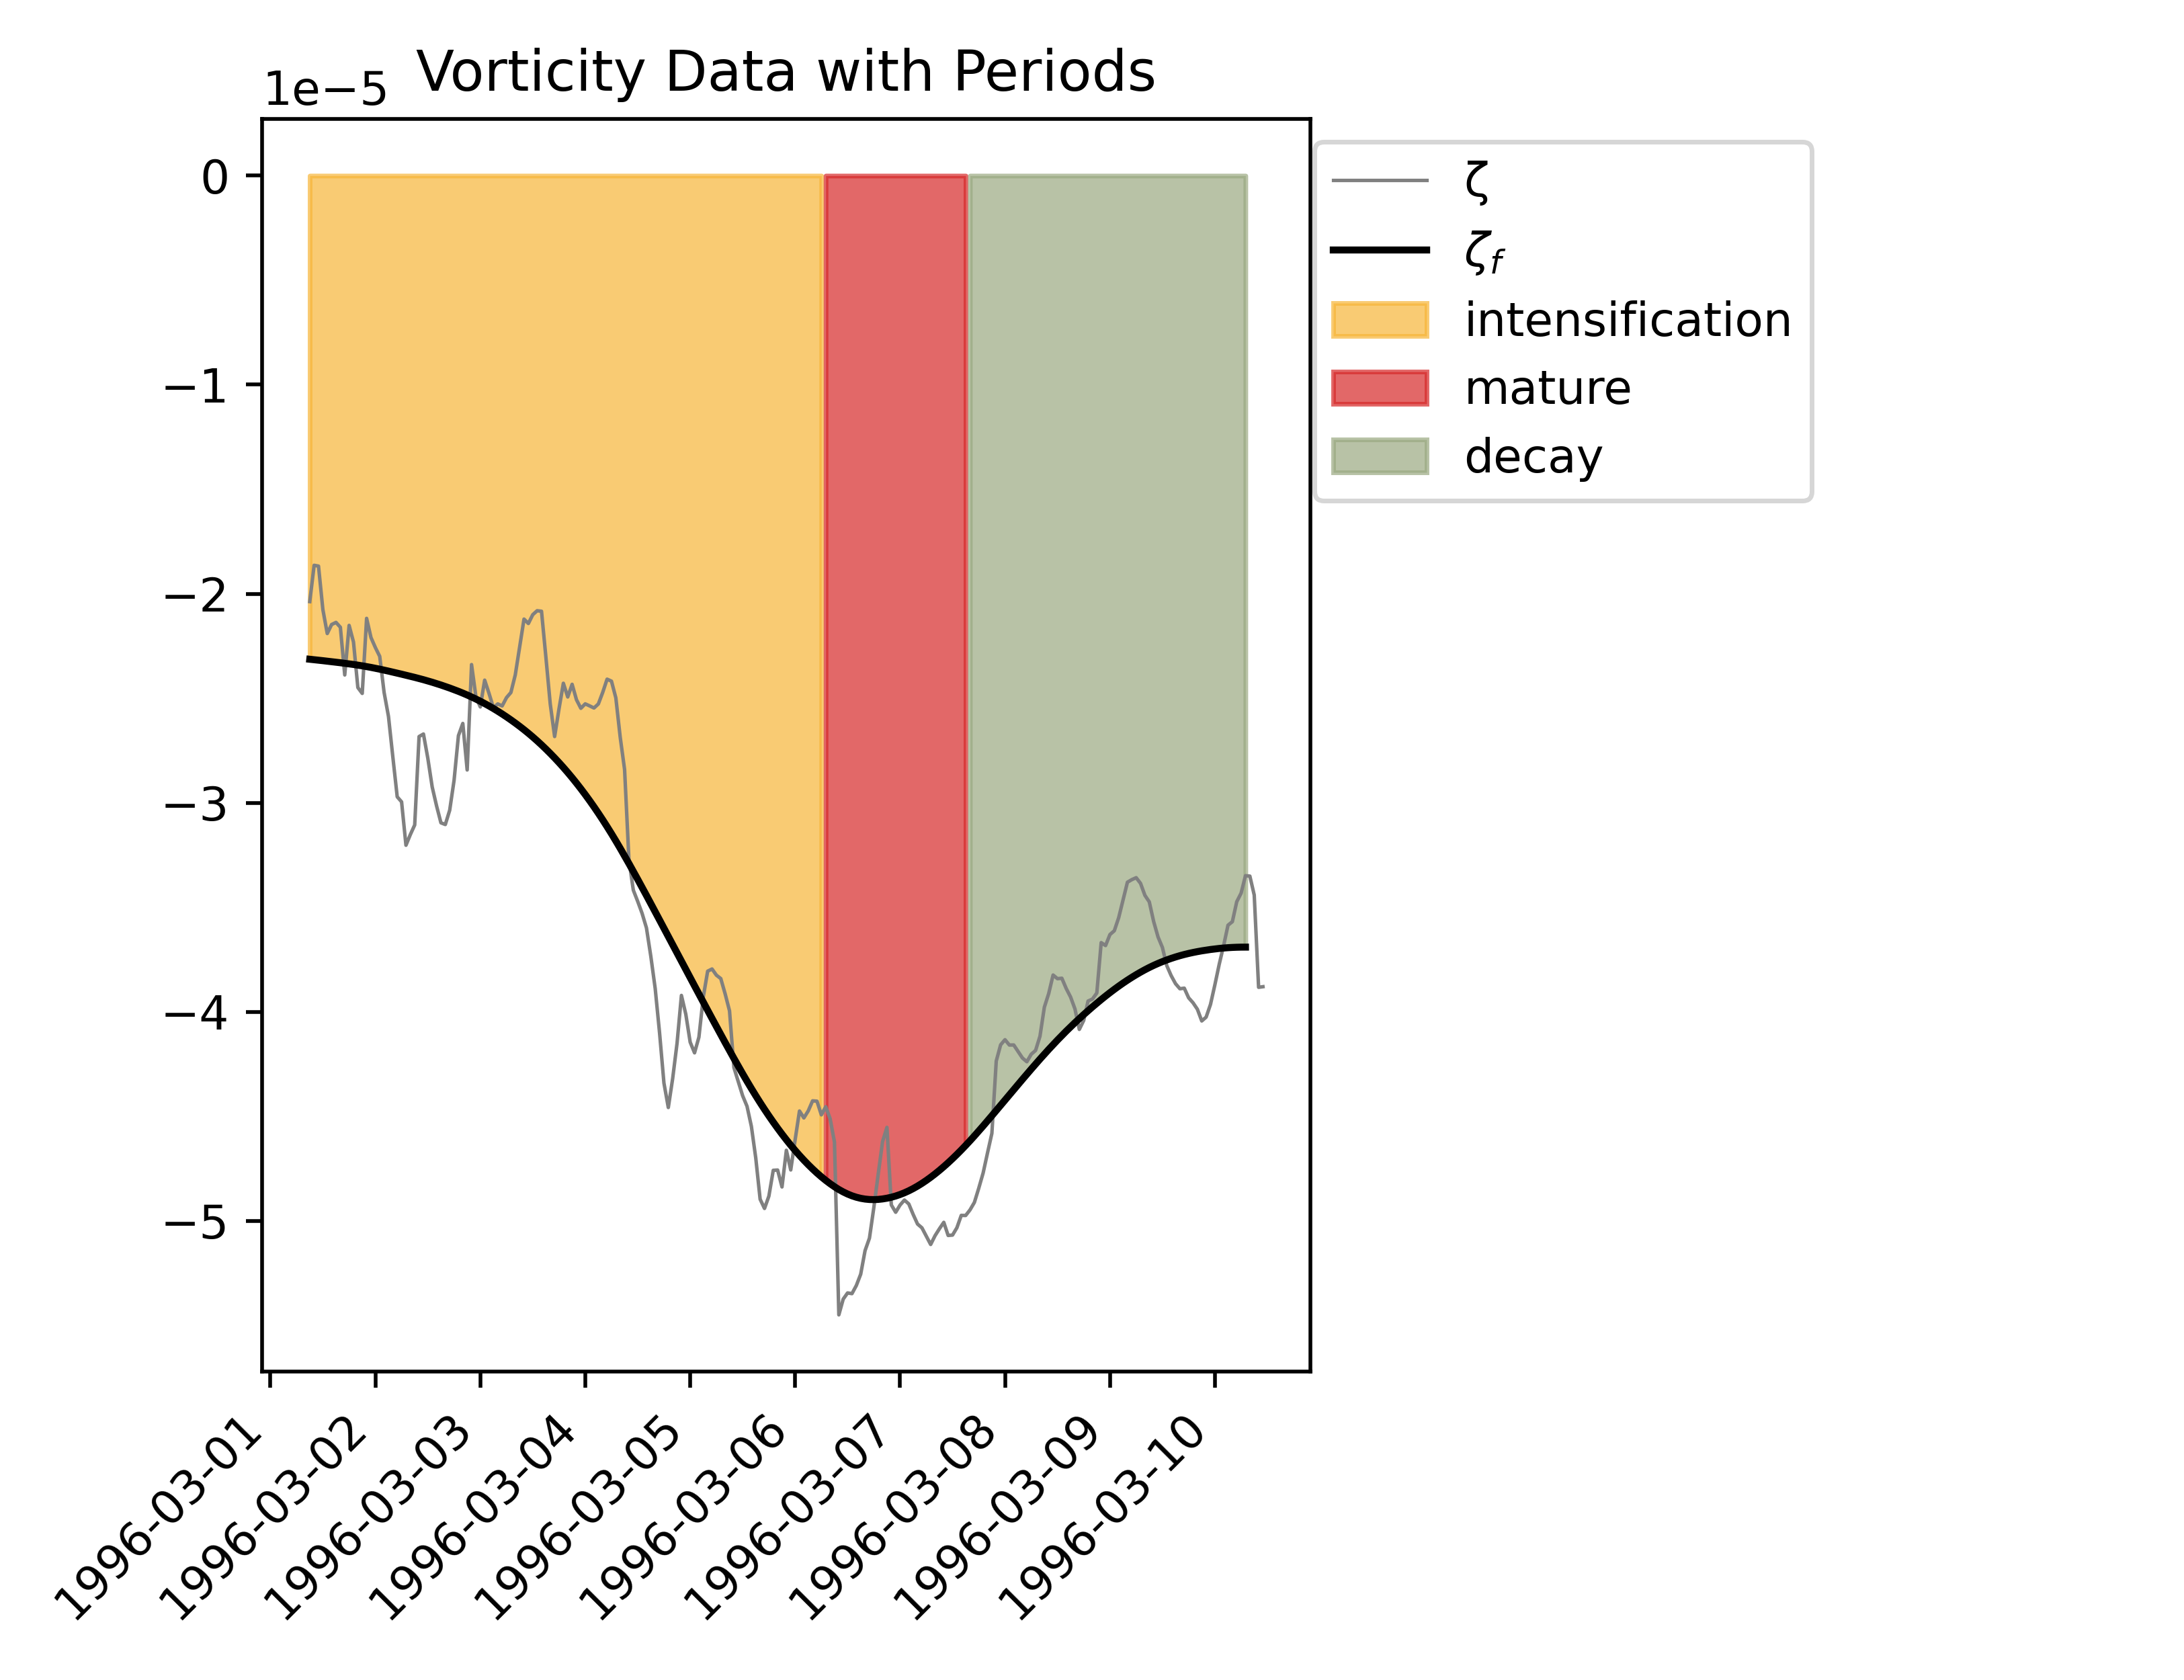 Vorticity Data with Periods
1e−5
0
−1
−2
−3
−4
−5
1996-03-01
1996-03-02
1996-03-03
1996-03-04
1996-03-05
1996-03-06
1996-03-07
1996-03-08
1996-03-09
1996-03-10
ζ
ζf
intensification
mature
decay